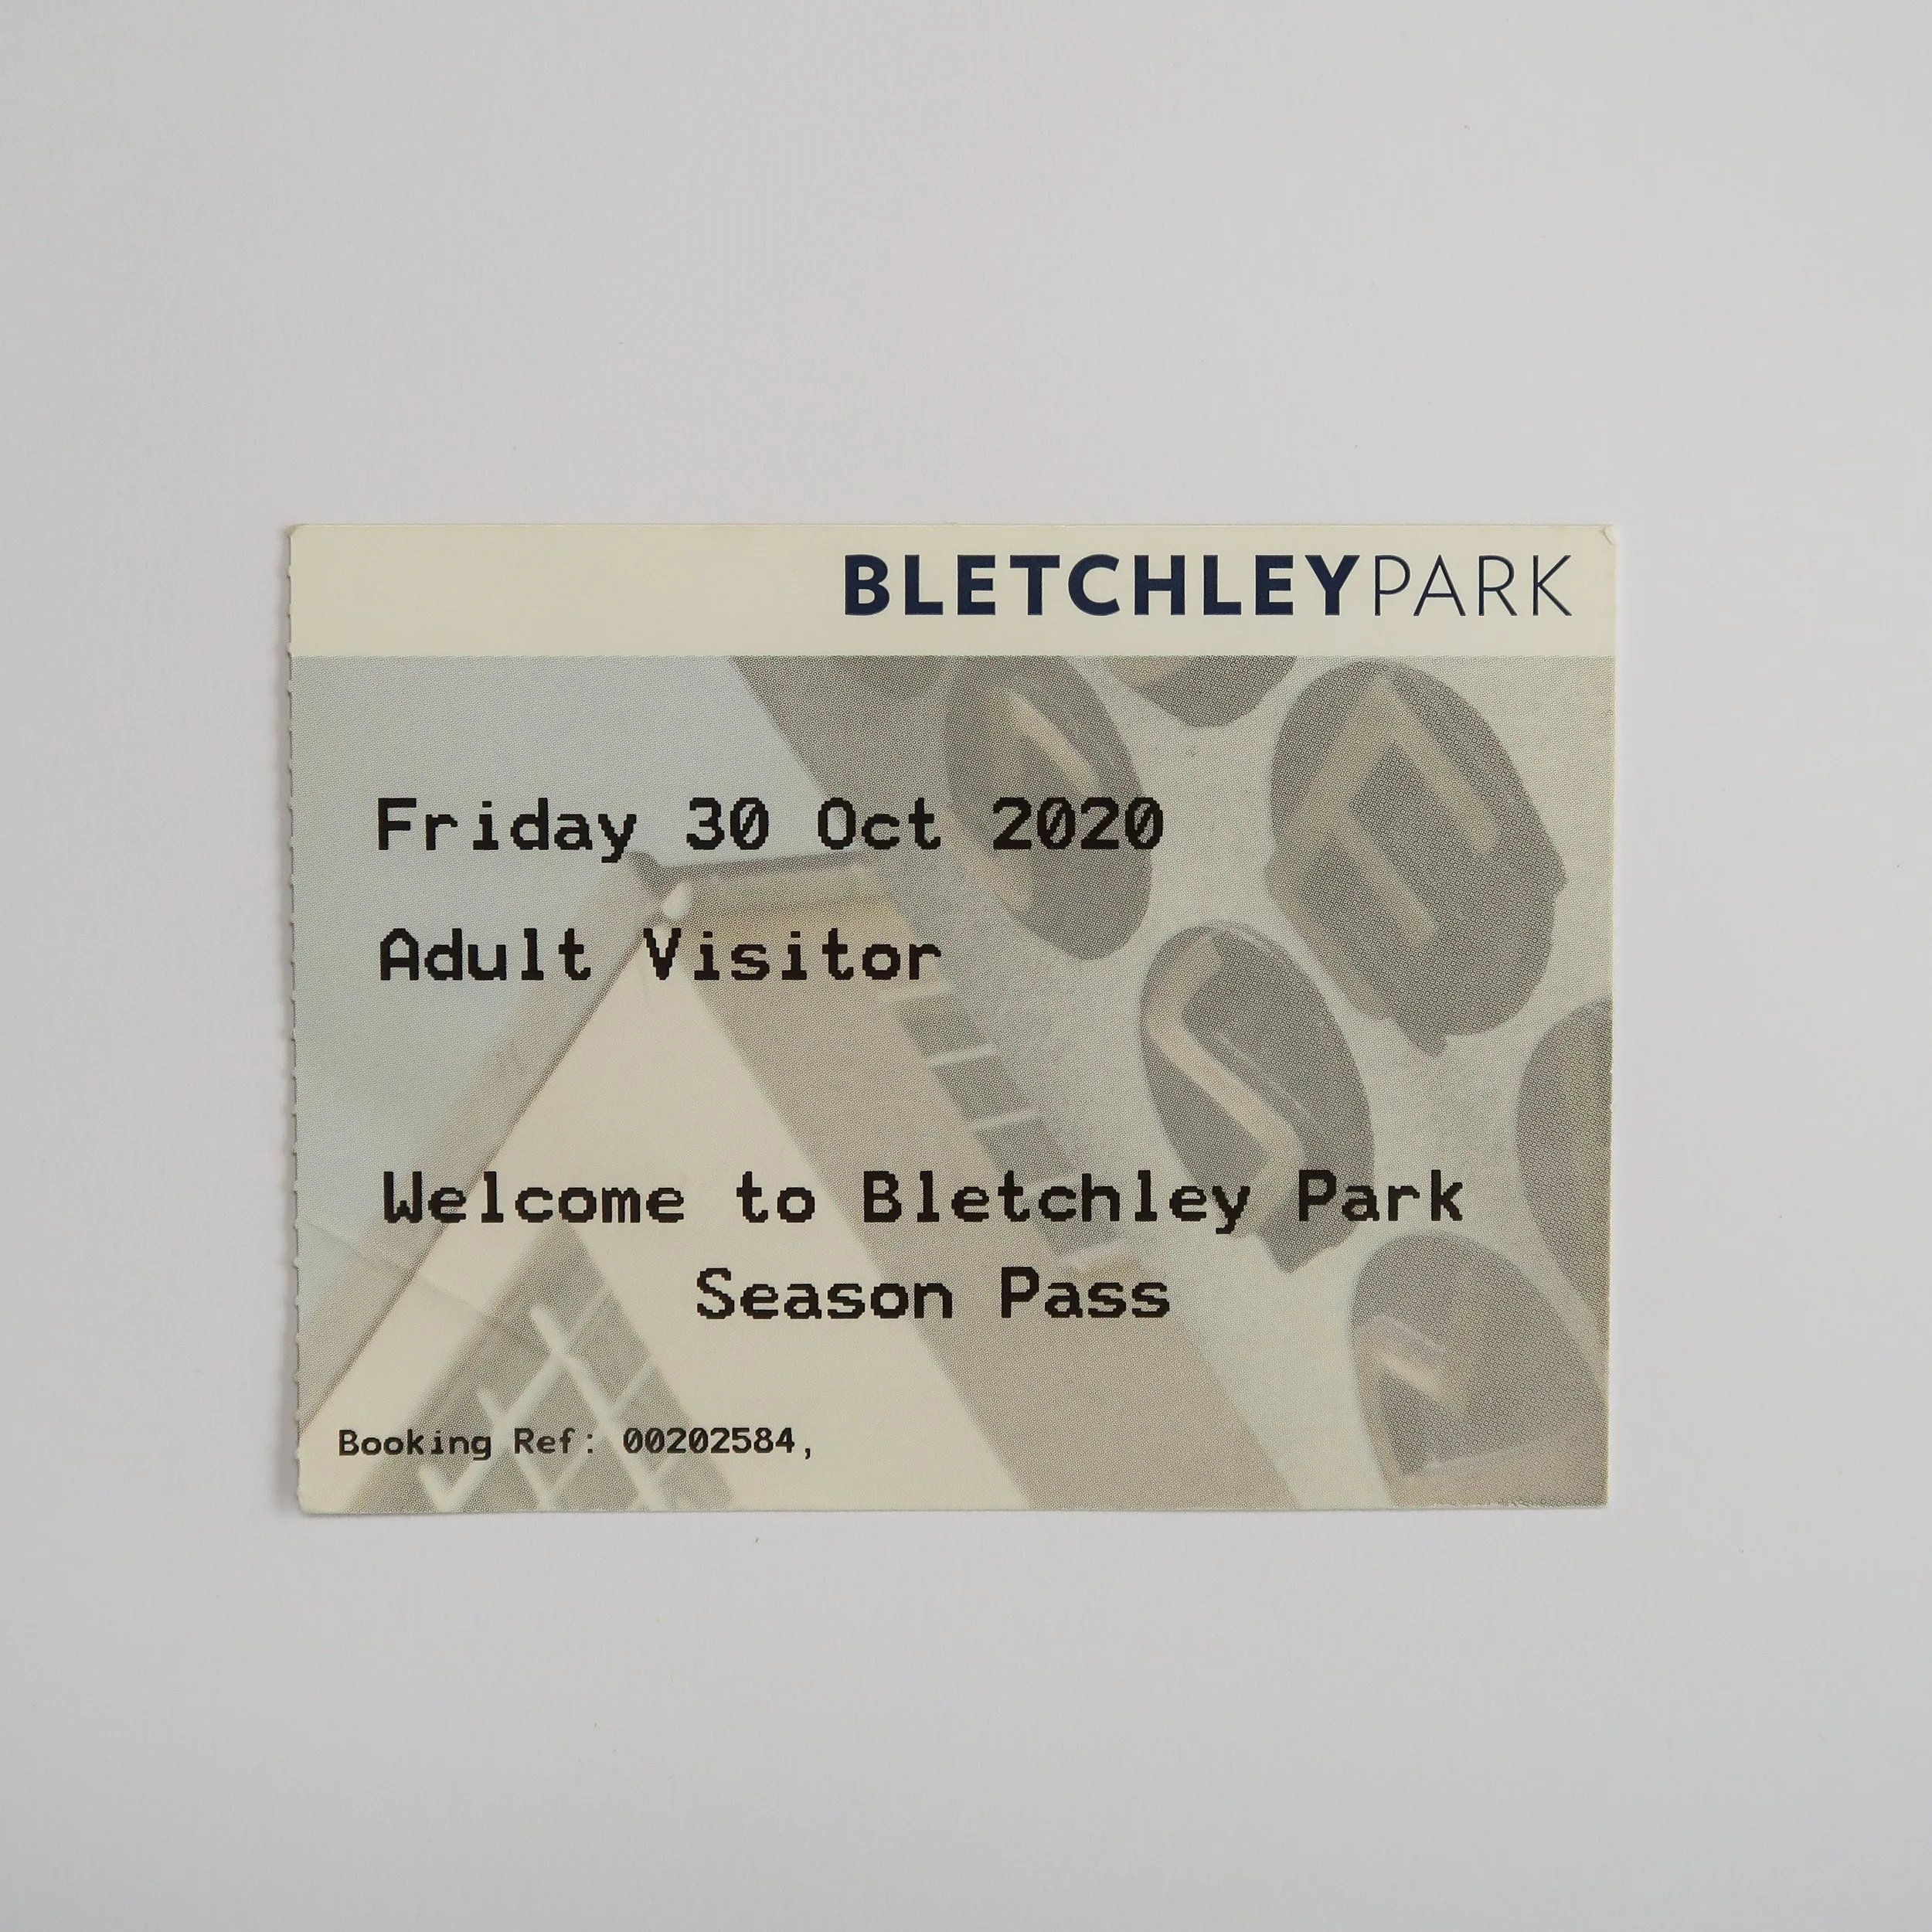 BLETCHLEYPARK
Friday 30 Oct 2020
Adult Visitor
Welcome to Bletchley Park
Season Pass
Booking Ref: 00202584,